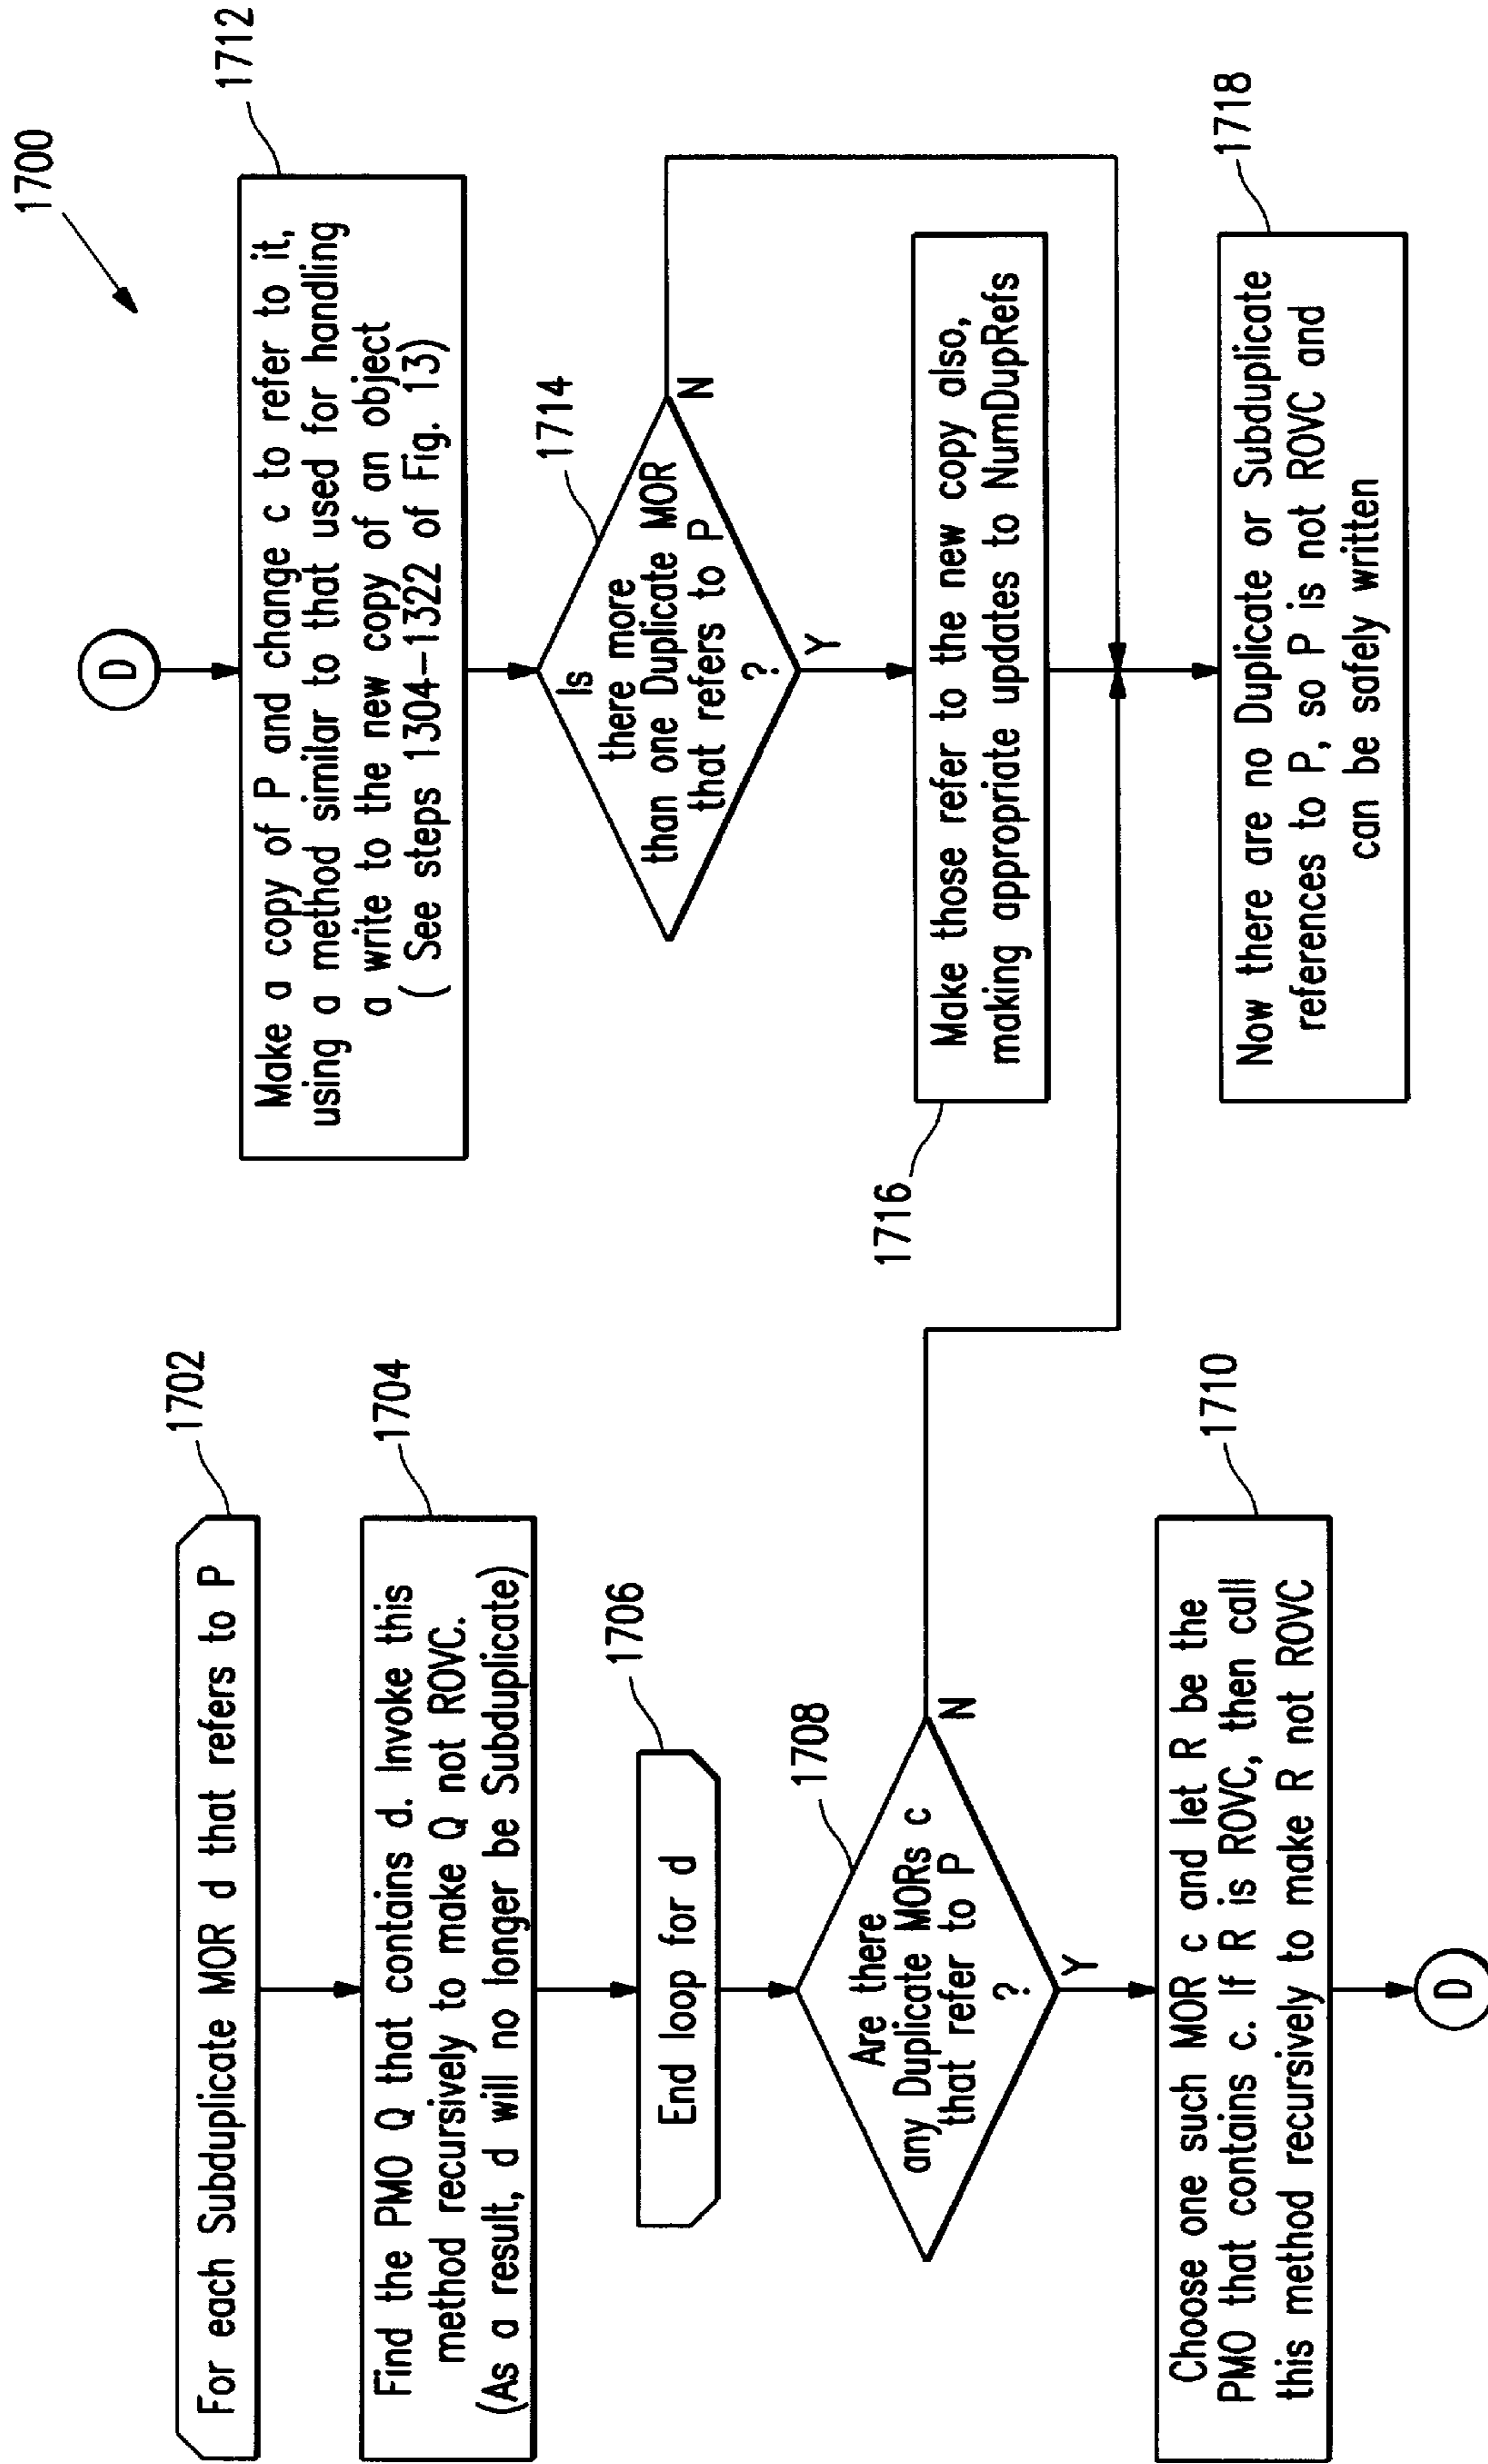 1702
For each Subduplicate MOR d that refers to P
1704
Find the PMO Q that contains d. Invoke this
method recursively to make Q not ROVC.
(As a result, d will no longer be Subduplicate)
1706
End loop for d
1708
Are there
any Duplicate MORs c
that refer to P
?
N
Y
1710
Choose one such MOR c and let R be the
PMO that contains c. If R is ROVC, then call
this method recursively to make R not ROVC
D
1700
D
1712
Make a copy of P and change c to refer to it,
using a method similar to that used for handling
a write to the new copy of an object
( See steps 1304-1322 of Fig. 13)
1714
Is
there more
than one Duplicate MOR
that refers to P
?
N
Y
1716
Make those refer to the new copy also,
making appropriate updates to NumDupRefs
1718
Now there are no Duplicate or Subduplicate
references to P, so P is not ROVC and
can be safely written